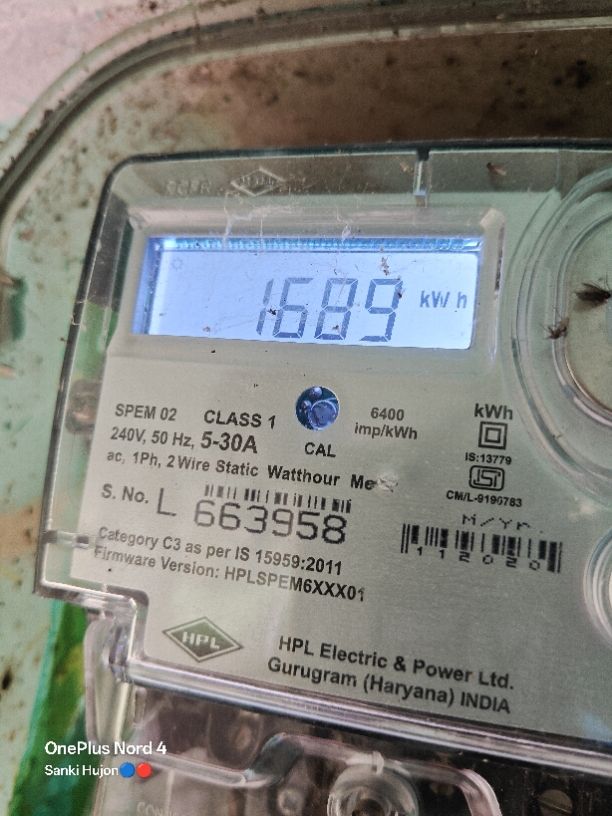 1689 kW h
SPEM 02 CLASS 1 6400 imp/kWh kWh
240V, 50 Hz, 5-30A CAL
IS:13779
ac, 1Ph, 2 Wire Static Watthour
CM/L-9190783
S. No. L 663958
M/Yr.
112020
Category C3 as per IS 15959:2011
Firmware Version: HPLSPEM6XXX01
HPL
HPL Electric & Power Ltd.
Gurugram (Haryana) INDIA
OnePlus Nord 4
Sanki Hujon